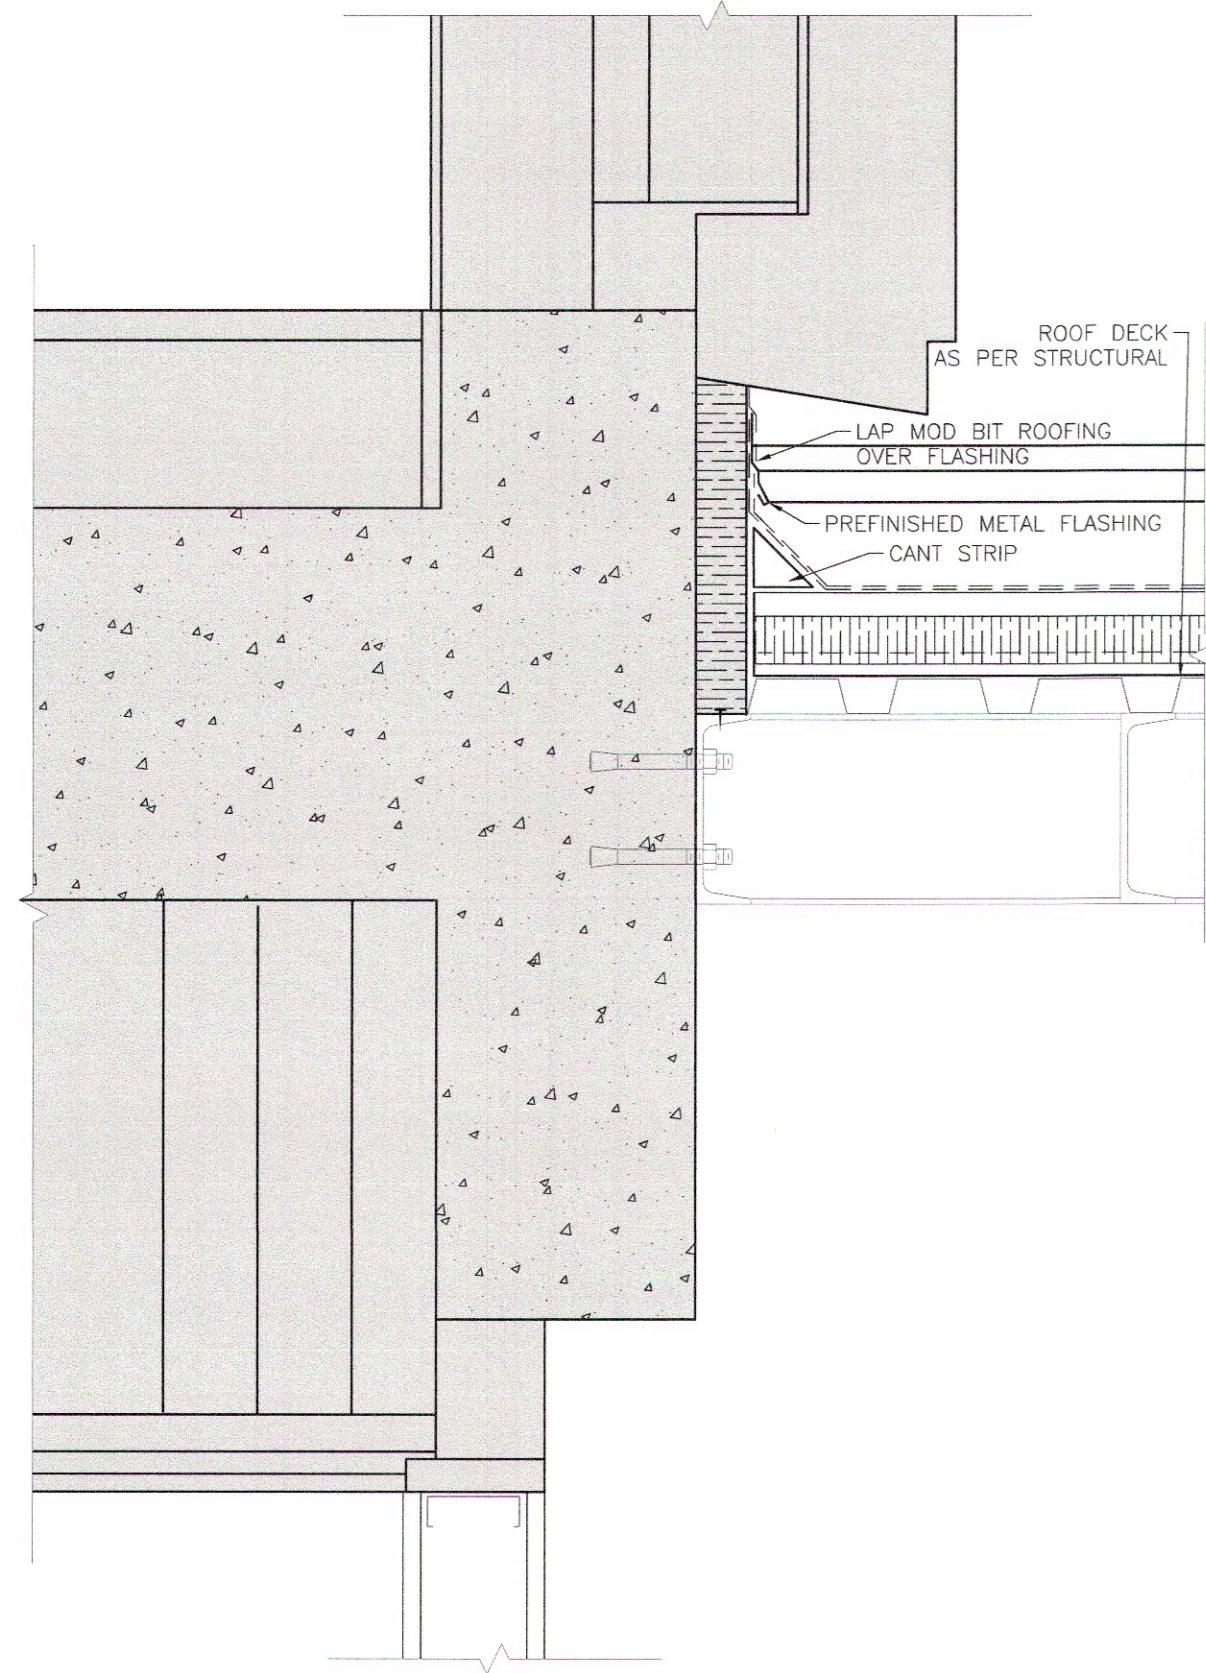 ROOF DECK
AS PER STRUCTURAL
LAP MOD BIT ROOFING
OVER FLASHING
PREFINISHED METAL FLASHING
CANT STRIP